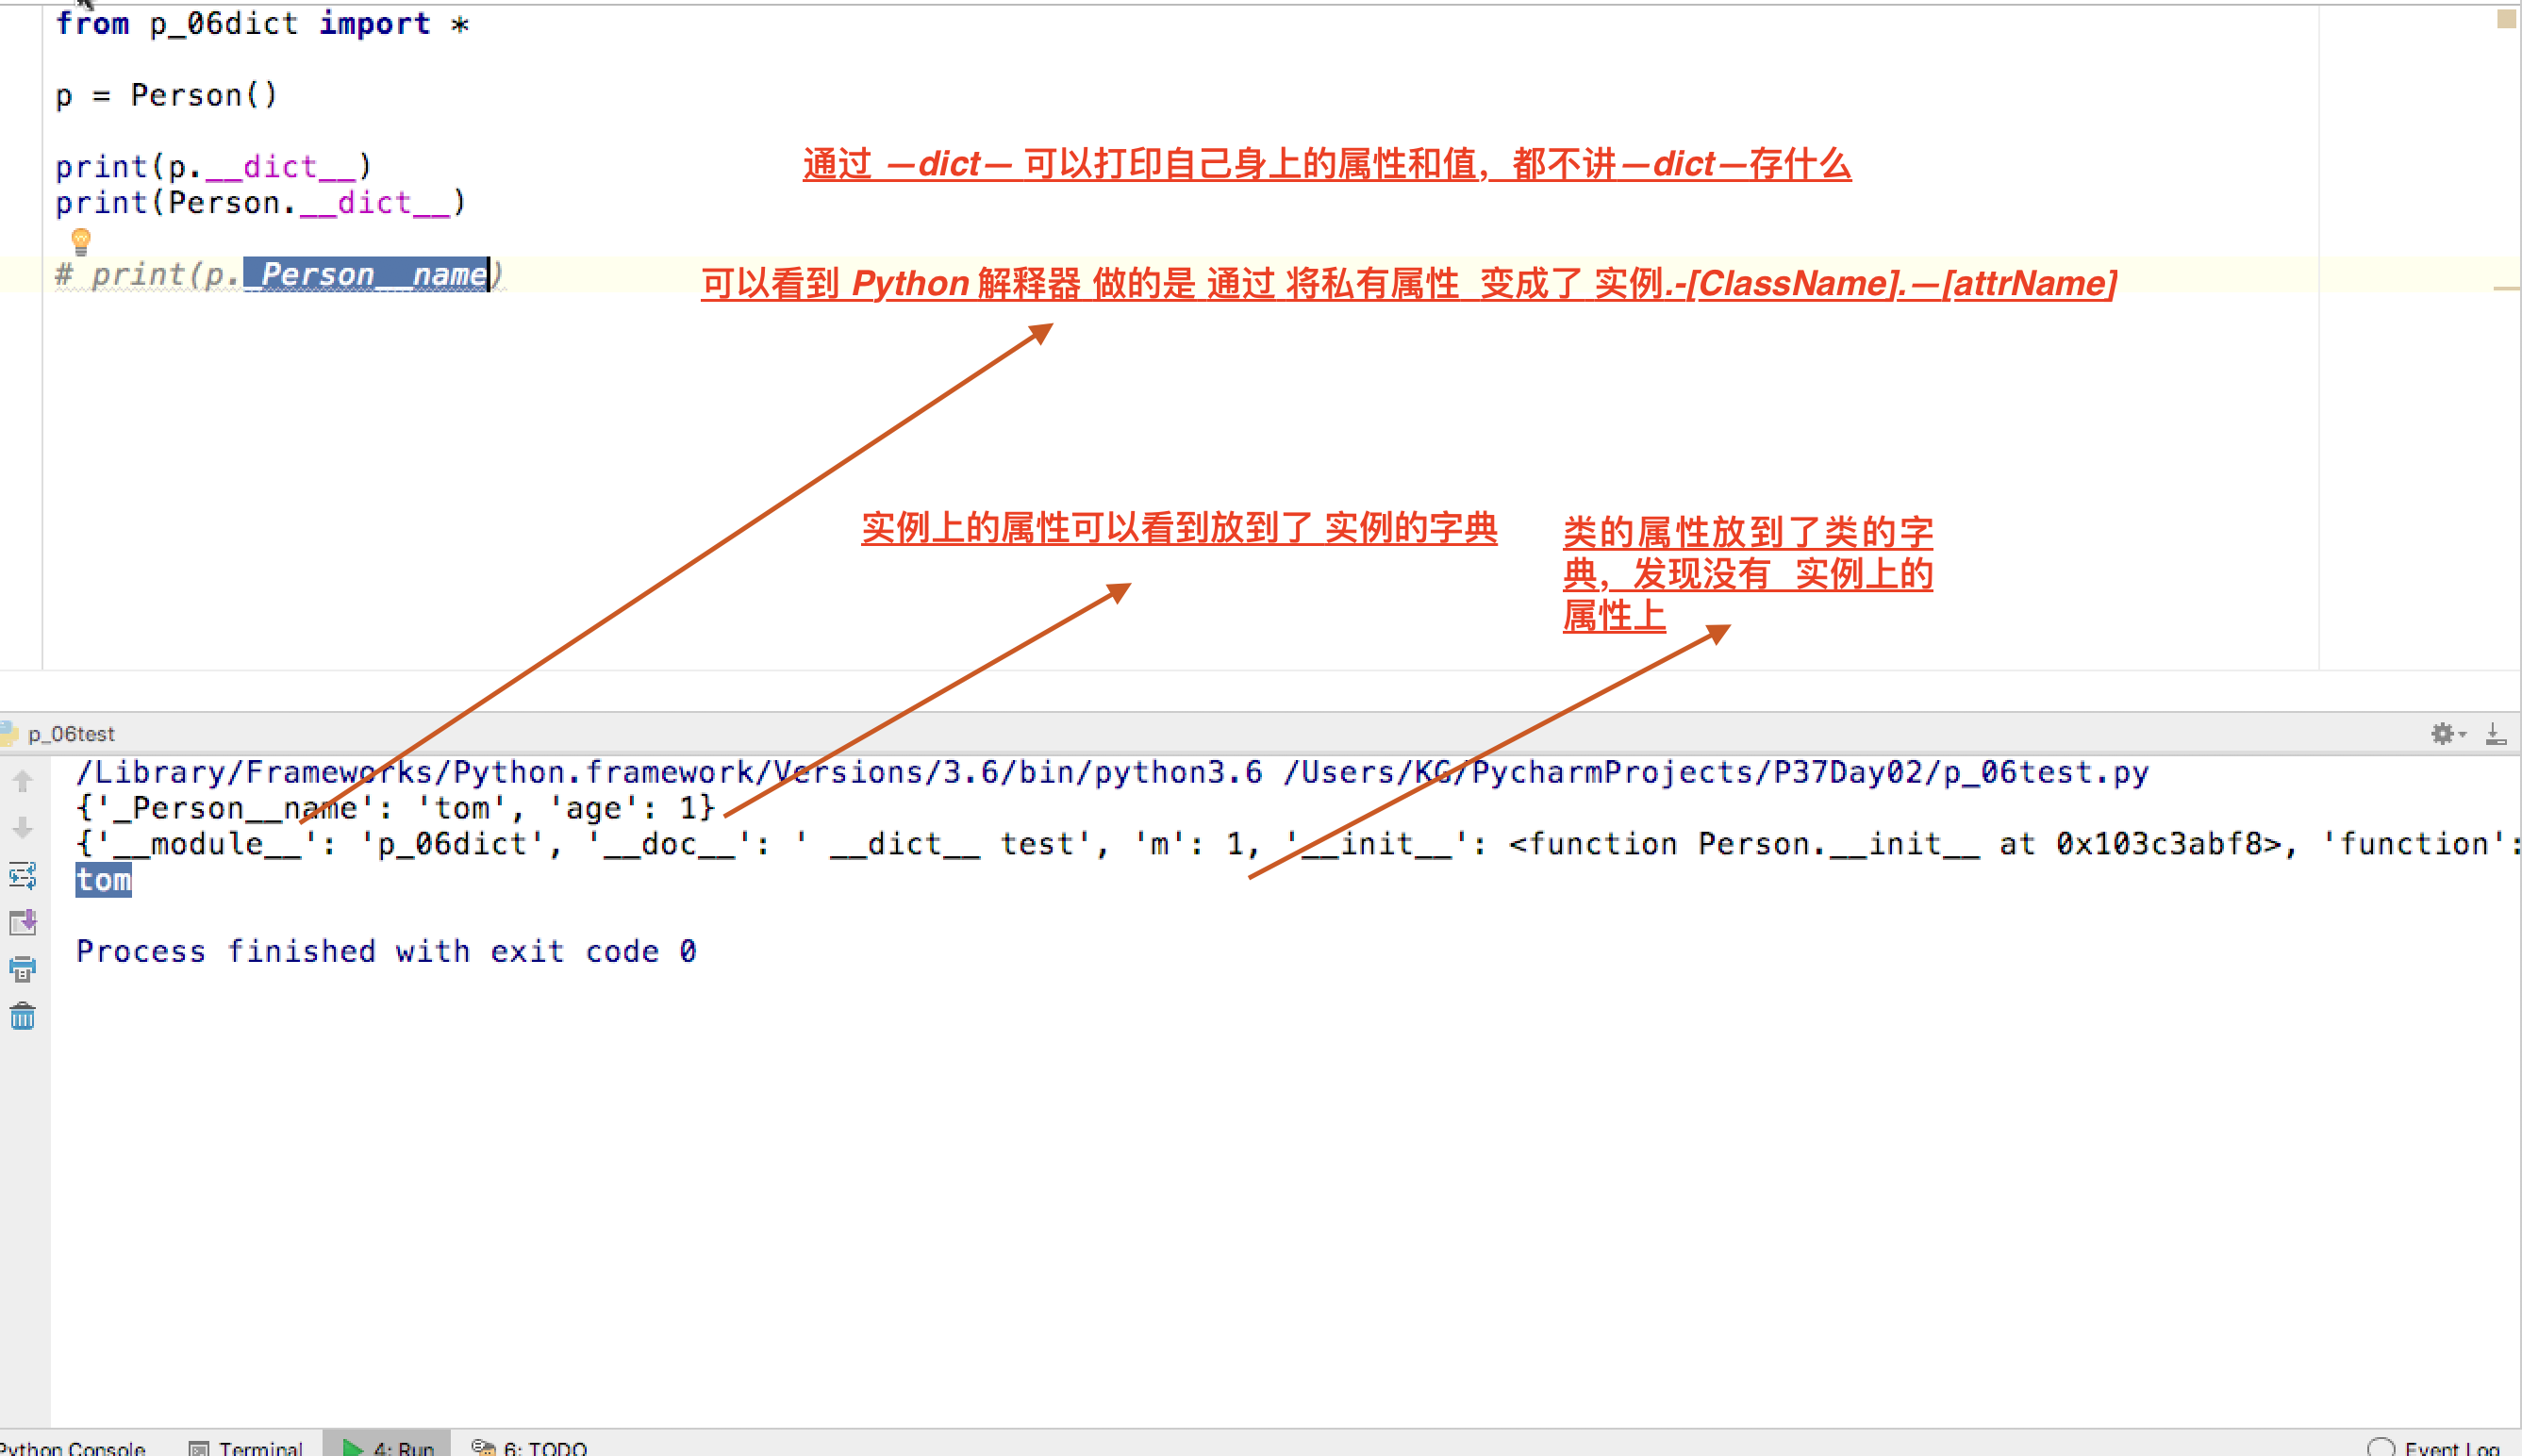 from p_06dict import *
p = Person()
print(p.__dict__)
print(Person.__dict__)
通过 —dict— 可以打印自己身上的属性和值，都不讲—dict—存什么
# print(p._Person__name)
可以看到 Python 解释器 做的是 通过 将私有属性 变成了 实例.-[ClassName].—[attrName]
实例上的属性可以看到放到了 实例的字典
类的属性放到了类的字
典，发现没有 实例上的
属性上
p_06test
/Library/Frameworks/Python.framework/Versions/3.6/bin/python3.6 /Users/KG/PycharmProjects/P37Day02/p_06test.py
{'_Person__name': 'tom', 'age': 1}
{'__module__': 'p_06dict', '__doc__': ' __dict__ test', 'm': 1, '__init__': <function Person.__init__ at 0x103c3abf8>, 'function':
tom
Process finished with exit code 0
Python Console Terminal 4: Run 6: TODO Event Log